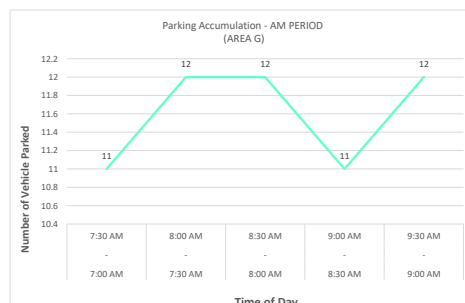 Parking Accumulation - AM PERIOD
(AREA G)
Number of Vehicle Parked
12.2
12
11.8
11.6
11.4
11.2
11
10.8
10.6
10.4
11
12
12
11
12
7:30 AM 8:00 AM 8:30 AM 9:00 AM 9:30 AM
- - - - -
7:00 AM 7:30 AM 8:00 AM 8:30 AM 9:00 AM
Time of Day